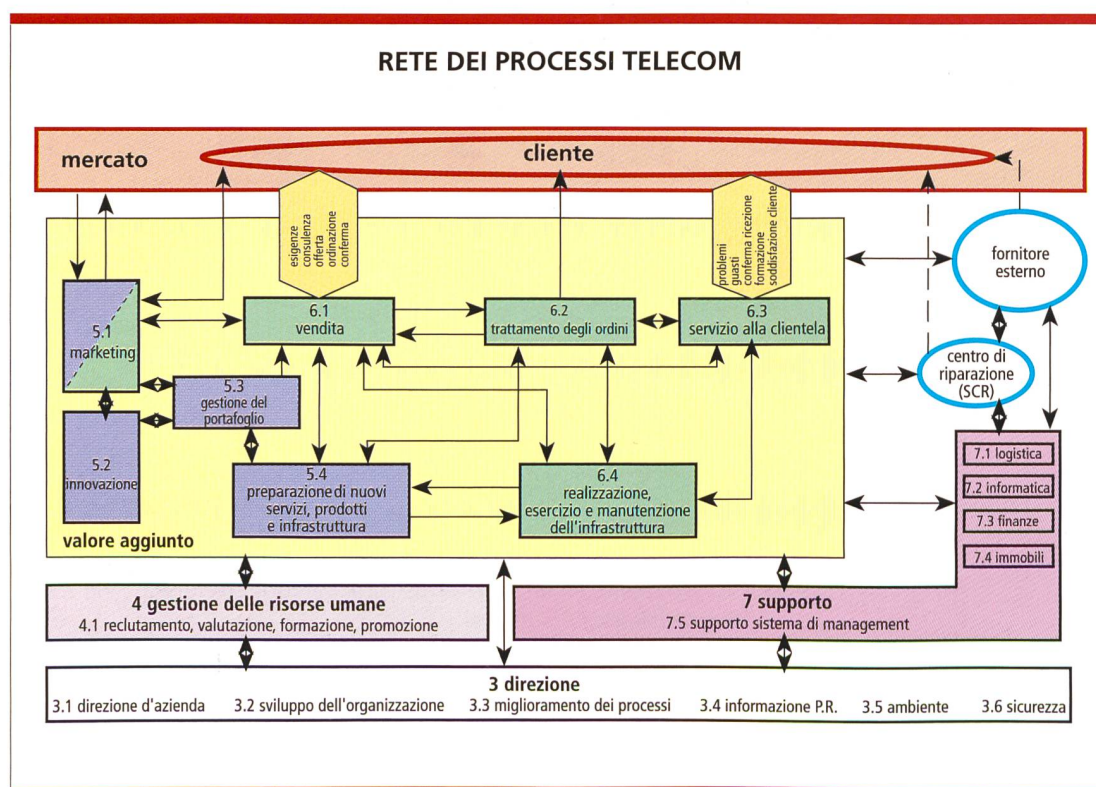 RETE DEI PROCESSI TELECOM
mercato
cliente
esigenze
consulenza
offerta
ordinazione
conferma
problemi
guasti
conferma ricezione
formazione
soddisfazione cliente
fornitore
esterno
5.1
marketing
6.1
vendita
6.2
trattamento degli ordini
6.3
servizio alla clientela
centro di
riparazione
(SCR)
5.3
gestione del
portafoglio
5.2
innovazione
5.4
preparazione di nuovi
servizi, prodotti
e infrastruttura
6.4
realizzazione,
esercizio e manutenzione
dell'infrastruttura
7.1 logistica
7.2 informatica
7.3 finanze
7.4 immobili
valore aggiunto
4 gestione delle risorse umane
4.1 reclutamento, valutazione, formazione, promozione
7 supporto
7.5 supporto sistema di management
3 direzione
3.1 direzione d'azienda 3.2 sviluppo dell'organizzazione 3.3 miglioramento dei processi 3.4 informazione P.R. 3.5 ambiente 3.6 sicurezza